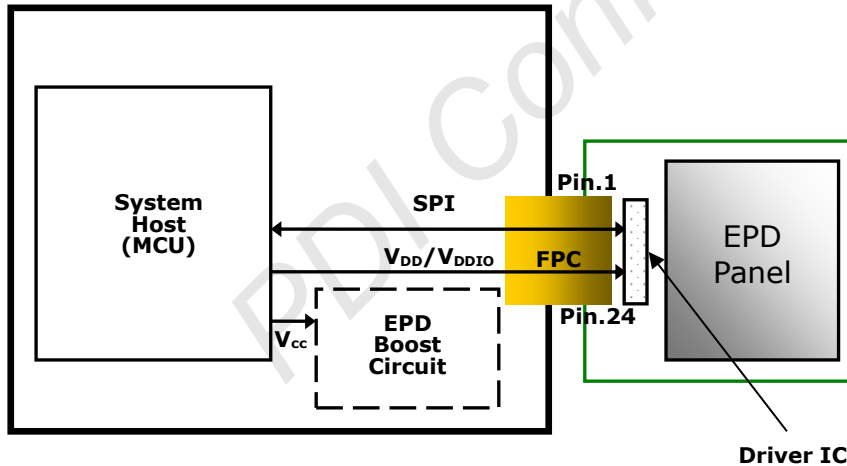 PDI Con
System
Host
(MCU)
SPI
VDD/VDDIO
Vcc
EPD
Boost
Circuit
Pin.1
FPC
Pin.24
EPD
Panel
Driver IC